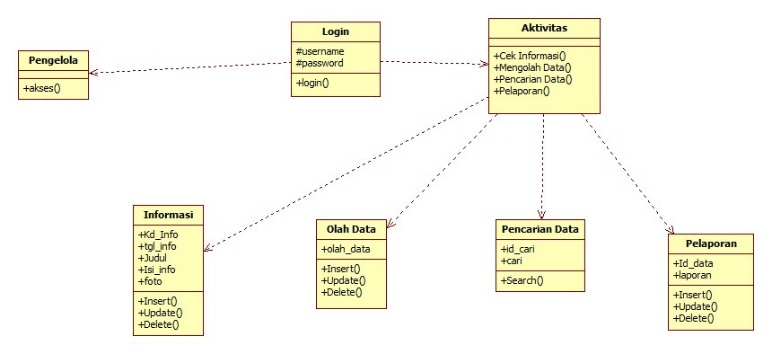 Pengelola
+akses()
Login
#username
#password
+login()
Aktivitas
+Cek Informasi()
+Mengolah Data()
+Pencarian Data()
+Pelaporan()
Informasi
+Kd_Info
+tgl_info
+Judul
+Isi_info
+foto
+Insert()
+Update()
+Delete()
Olah Data
+olah_data
+Insert()
+Update()
+Delete()
Pencarian Data
+id_cari
+cari
+Search()
Pelaporan
+Id_data
+laporan
+Insert()
+Update()
+Delete()